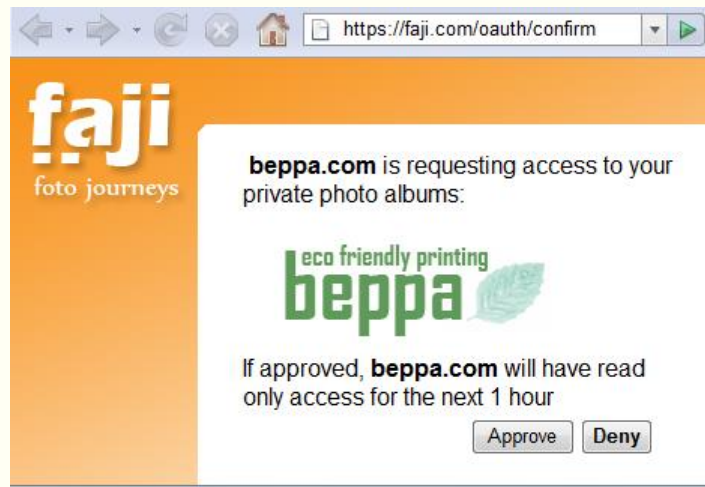 https://faji.com/oauth/confirm
faji
foto journeys
beppa.com is requesting access to your
private photo albums:
eco friendly printing
beppa
If approved, beppa.com will have read
only access for the next 1 hour
Approve Deny